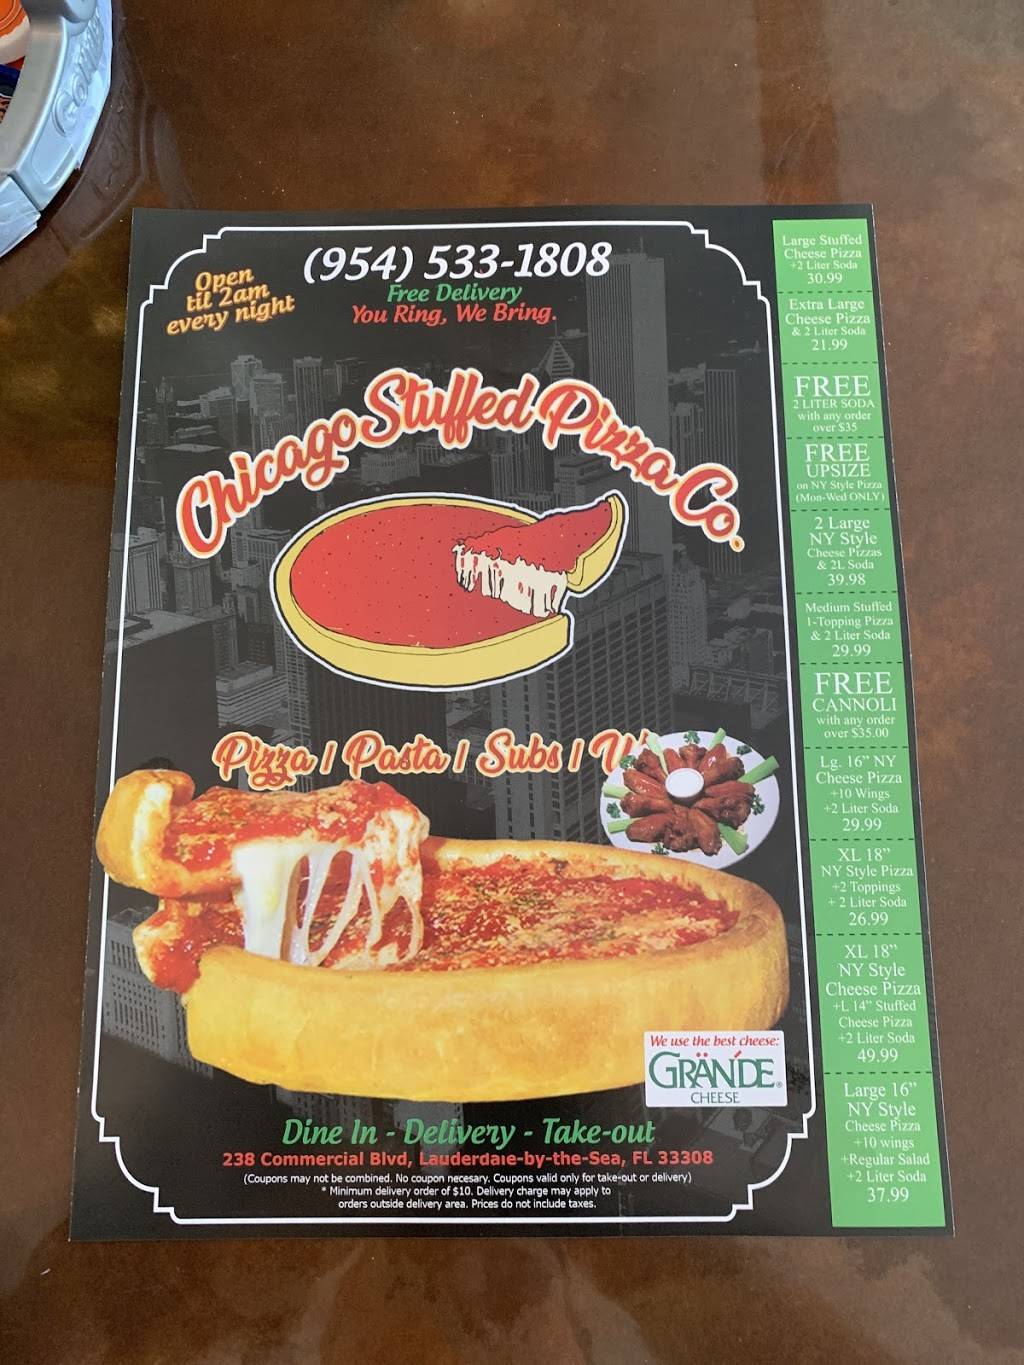 (954) 533-1808
Free Delivery
You Ring, We Bring.
Open
til 2am
every night
Chicago Stuffed Pizza Co.
Pizza / Pasta / Subs /
We use the best cheese:
GRÄNDE®
CHEESE
Dine In - Delivery - Take-out
238 Commercial Blvd, Lauderdale-by-the-Sea, FL 33308
(Coupons may not be combined. No coupon necesary. Coupons valid only for take-out or delivery)
* Minimum delivery order of $10. Delivery charge may apply to
orders outside delivery area. Prices do not include taxes.
Large Stuffed
Cheese Pizza
+2 Liter Soda
30.99
Extra Large
Cheese Pizza
& 2 Liter Soda
21.99
FREE
2 LITER SODA
with any order
over $35
FREE
UPSIZE
on NY Style Pizza
(Mon-Wed ONLY)
2 Large
NY Style
Cheese Pizzas
& 2L Soda
39.98
Medium Stuffed
1-Topping Pizza
& 2 Liter Soda
29.99
FREE
CANNOLI
with any order
over $35.00
Lg. 16” NY
Cheese Pizza
+10 Wings
+2 Liter Soda
29.99
XL 18”
NY Style Pizza
+2 Toppings
+ 2 Liter Soda
26.99
XL 18”
NY Style
Cheese Pizza
+L 14” Stuffed
Cheese Pizza
+2 Liter Soda
49.99
Large 16”
NY Style
Cheese Pizza
+10 wings
+Regular Salad
+2 Liter Soda
37.99